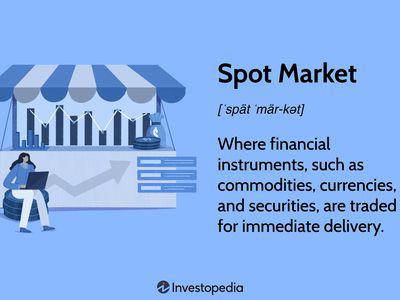 Spot Market
[ ˈspät ˈmär-kət]
Where financial
instruments, such as
commodities, currencies,
and securities, are traded
for immediate delivery.
Investopedia